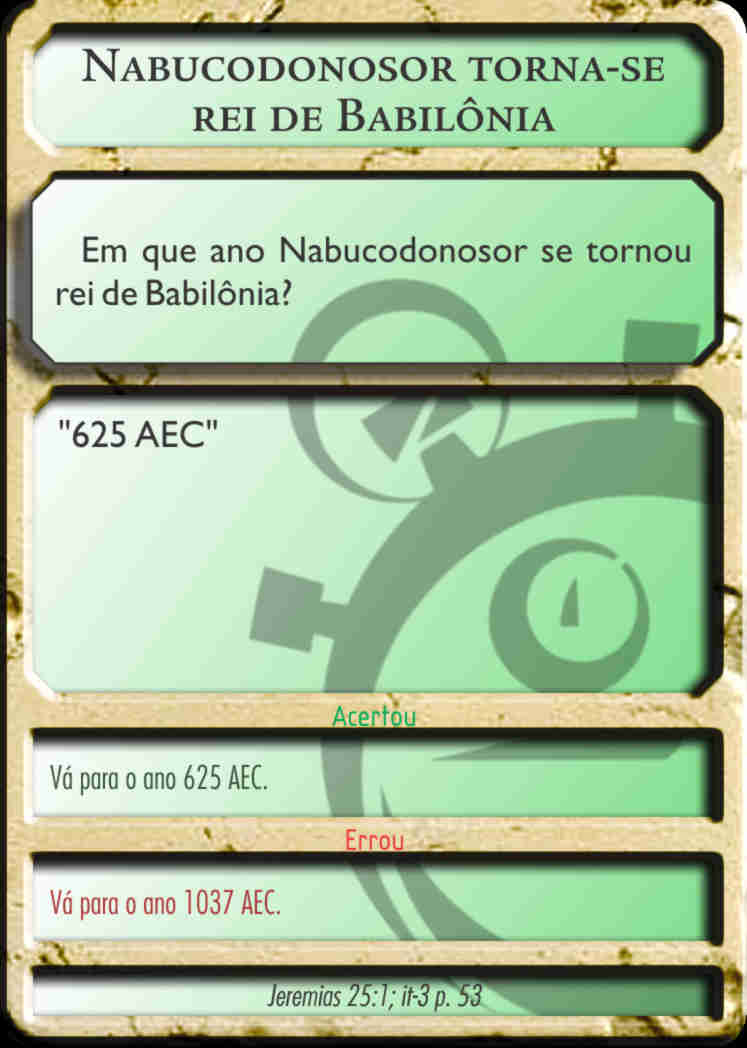 Nabucodonosor torna-se
rei de Babilônia
Em que ano Nabucodonosor se tornou
rei de Babilônia?
"625 AEC"
Acertou
Vá para o ano 625 AEC.
Errou
Vá para o ano 1037 AEC.
Jeremias 25:1; it-3 p. 53